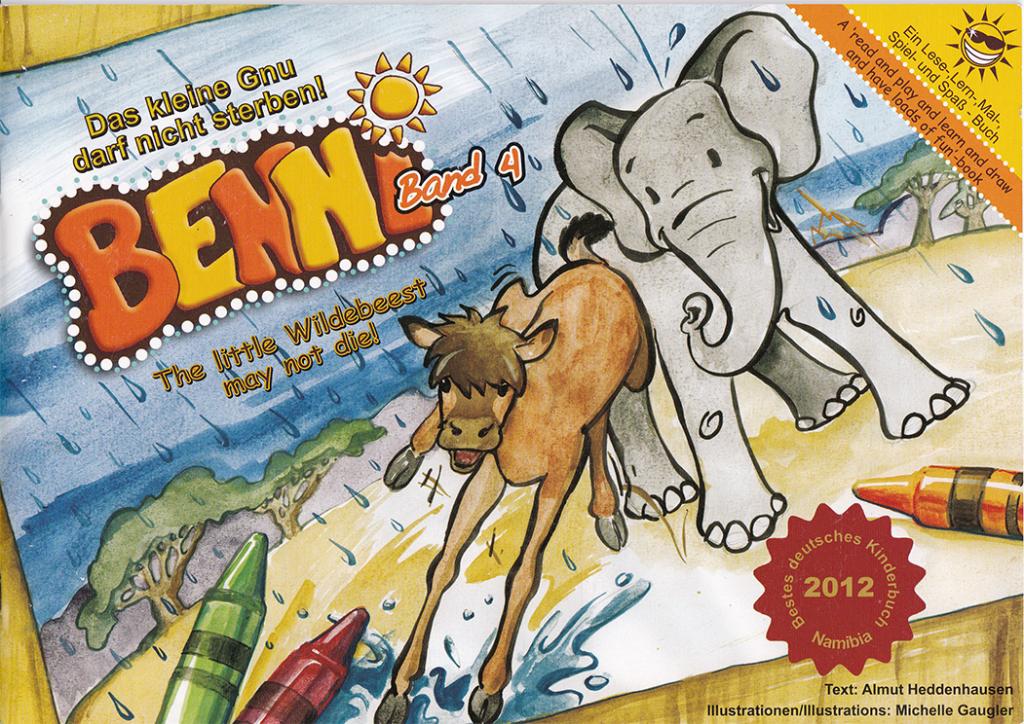 Das kleine Gnu
darf nicht sterben!
BENNI
Band 4
The little Wildebeest
may not die!
Ein Lese-, Lern-, Mal-,
Spiel- und Spaß - Buch
A 'read and play and learn and draw
and have loads of fun'-book
Bestes deutsches Kinderbuch
2012
Namibia
Text: Almut Heddenhausen
Illustrationen/Illustrations: Michelle Gaugler